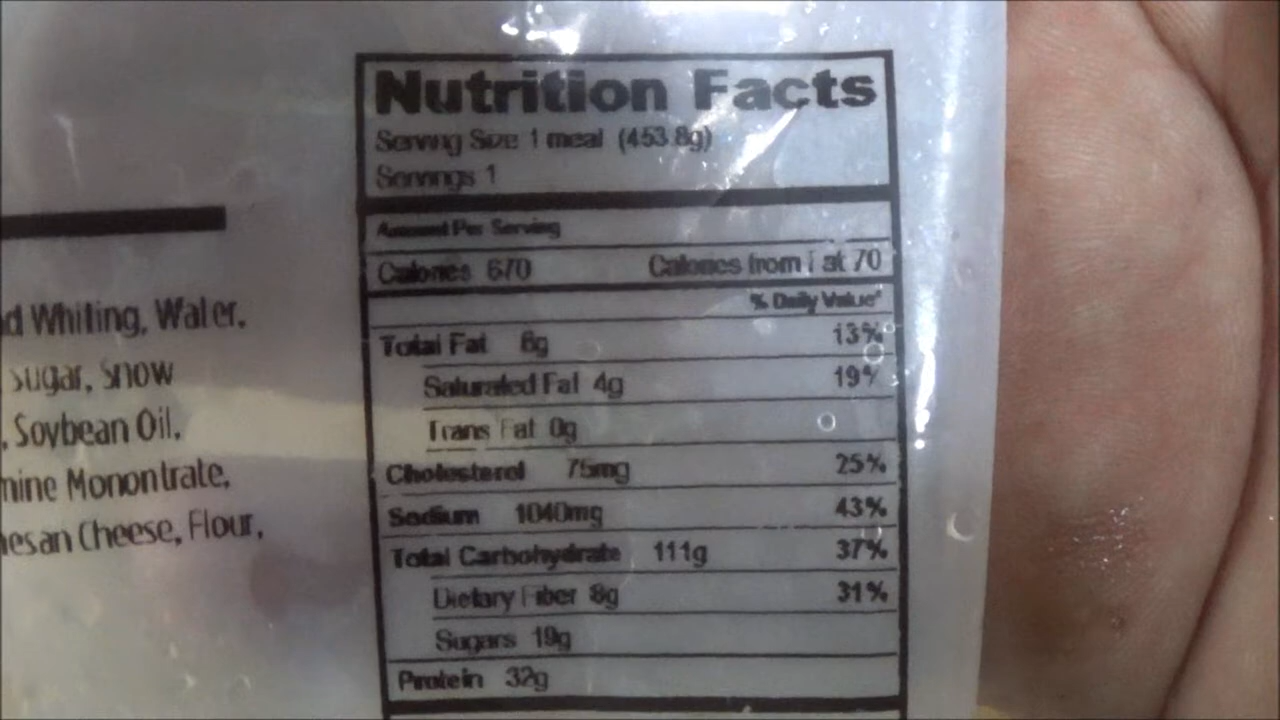 Nutrition Facts
Serving Size 1 meal (453.8g)
Servings 1
Amount Per Serving
Calories 670 Calories from Fat 70
% Daily Value*
Total Fat 8g 13%
Saturated Fat 4g 19%
Trans Fat 0g
Cholesterol 75mg 25%
Sodium 1040mg 43%
Total Carbohydrate 111g 37%
Dietary Fiber 8g 31%
Sugars 19g
Protein 32g
d Whiting, Water,
Sugar, Snow
, Soybean Oil,
mine Monontrate,
esan Cheese, Flour,